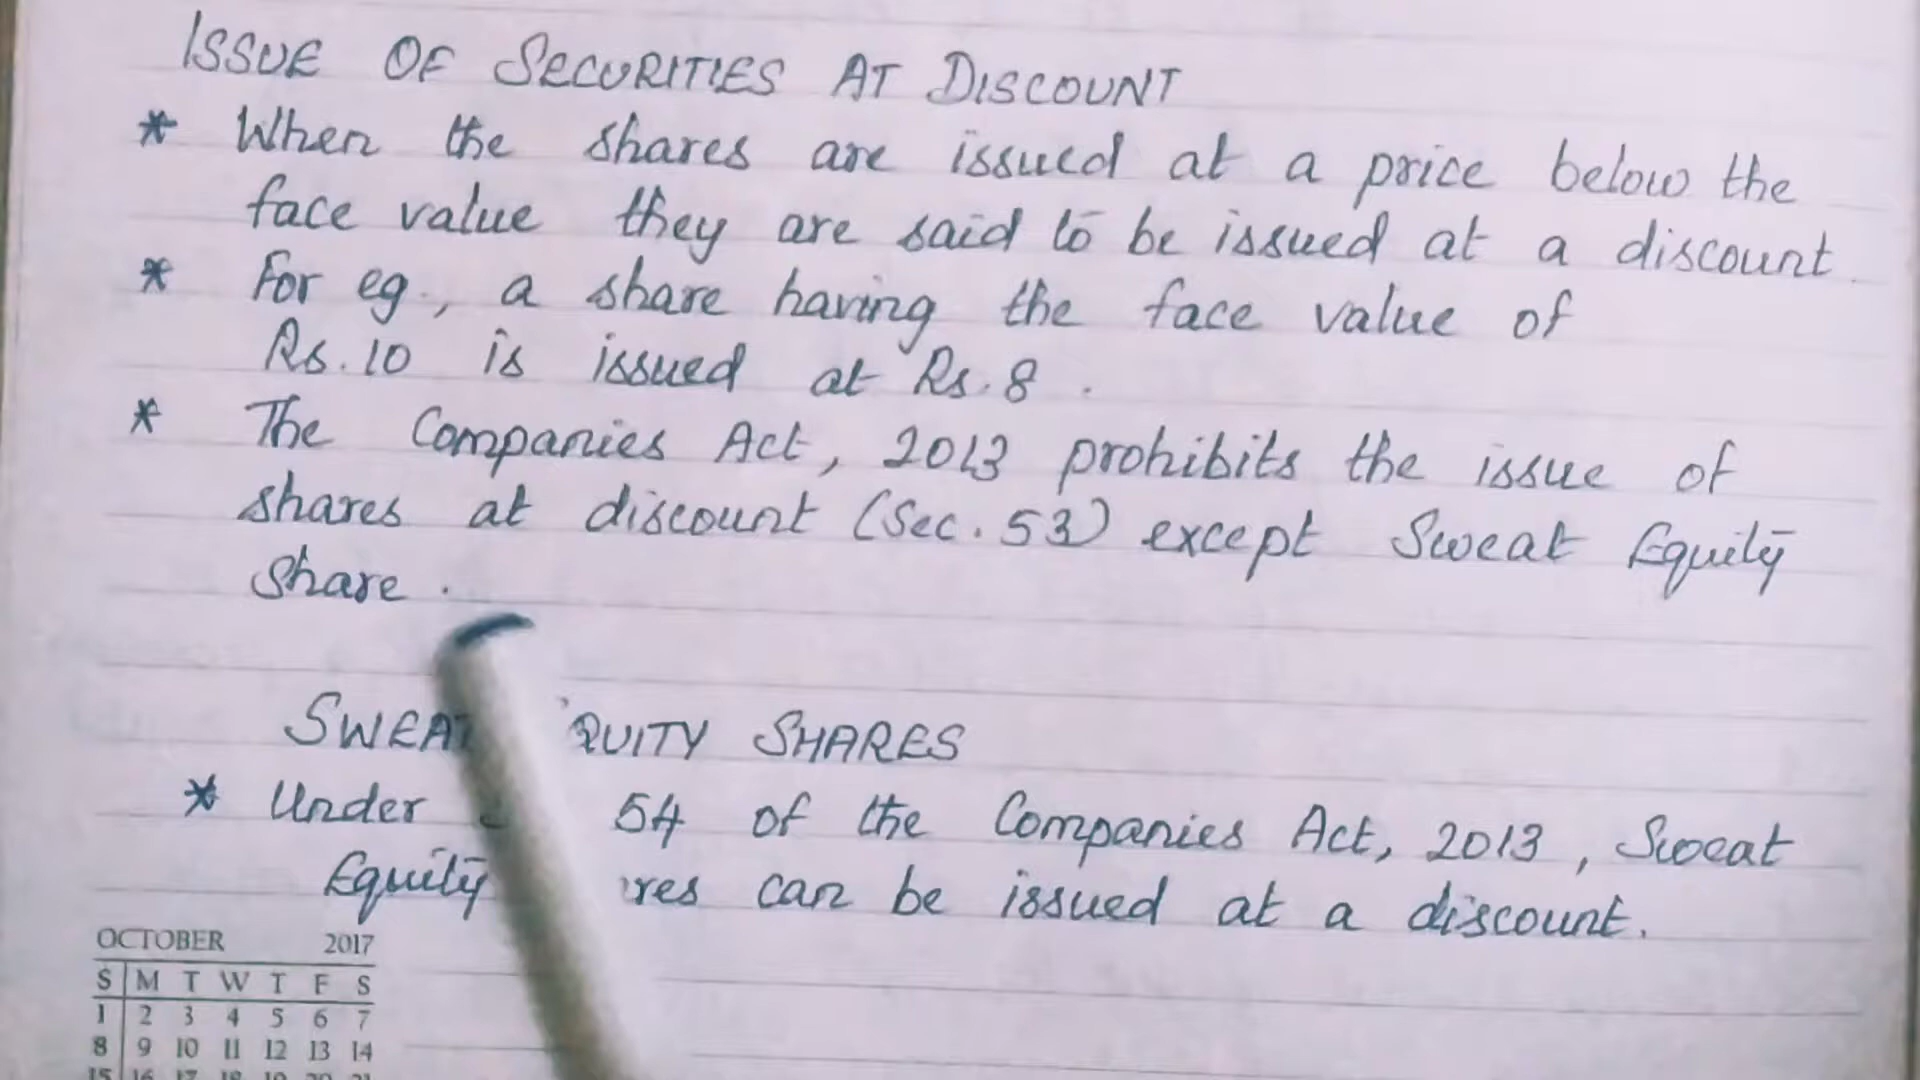 ISSUE OF SECURITIES AT DISCOUNT
* When the shares are issued at a price below the
face value they are said to be issued at a discount.
* For eg., a share having the face value of
Rs. 10 is issued at Rs. 8.
* The Companies Act, 2013 prohibits the issue of
shares at discount (Sec. 53) except Sweat Equity
Share.
SHARES
* Under 54 of the Companies Act, 2013, Sweat
Equity can be issued at a discount.
OCTOBER 2017
S M T W T F S
1 2 3 4 5 6 7
8 9 10 11 12 13 14